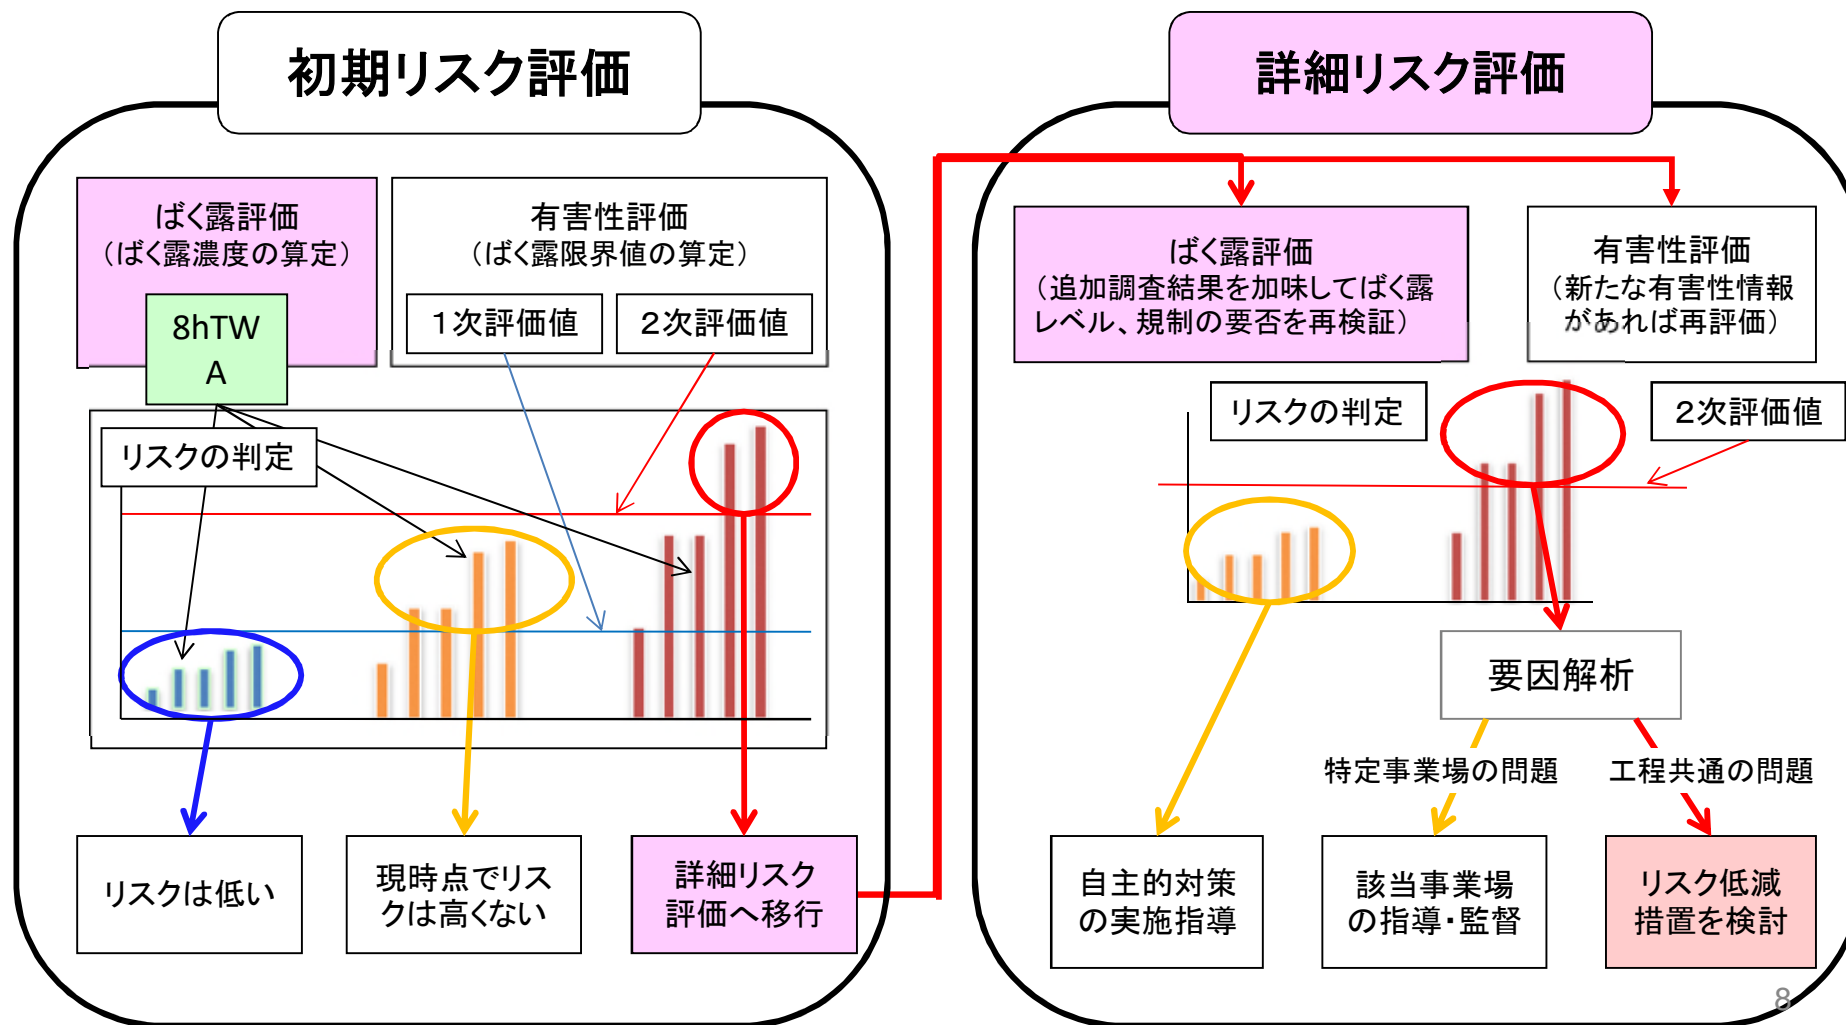 初期リスク評価
ばく露評価
（ばく露濃度の算定）
8hTW
A
有害性評価
（ばく露限界値の算定）
１次評価値
２次評価値
リスクの判定
リスクは低い
現時点でリス
クは高くない
詳細リスク
評価へ移行
詳細リスク評価
ばく露評価
（追加調査結果を加味してばく露
レベル、規制の要否を再検証）
有害性評価
（新たな有害性情報
があれば再評価）
リスクの判定
２次評価値
要因解析
特定事業場の問題
工程共通の問題
自主的対策
の実施指導
該当事業場
の指導・監督
リスク低減
措置を検討
8